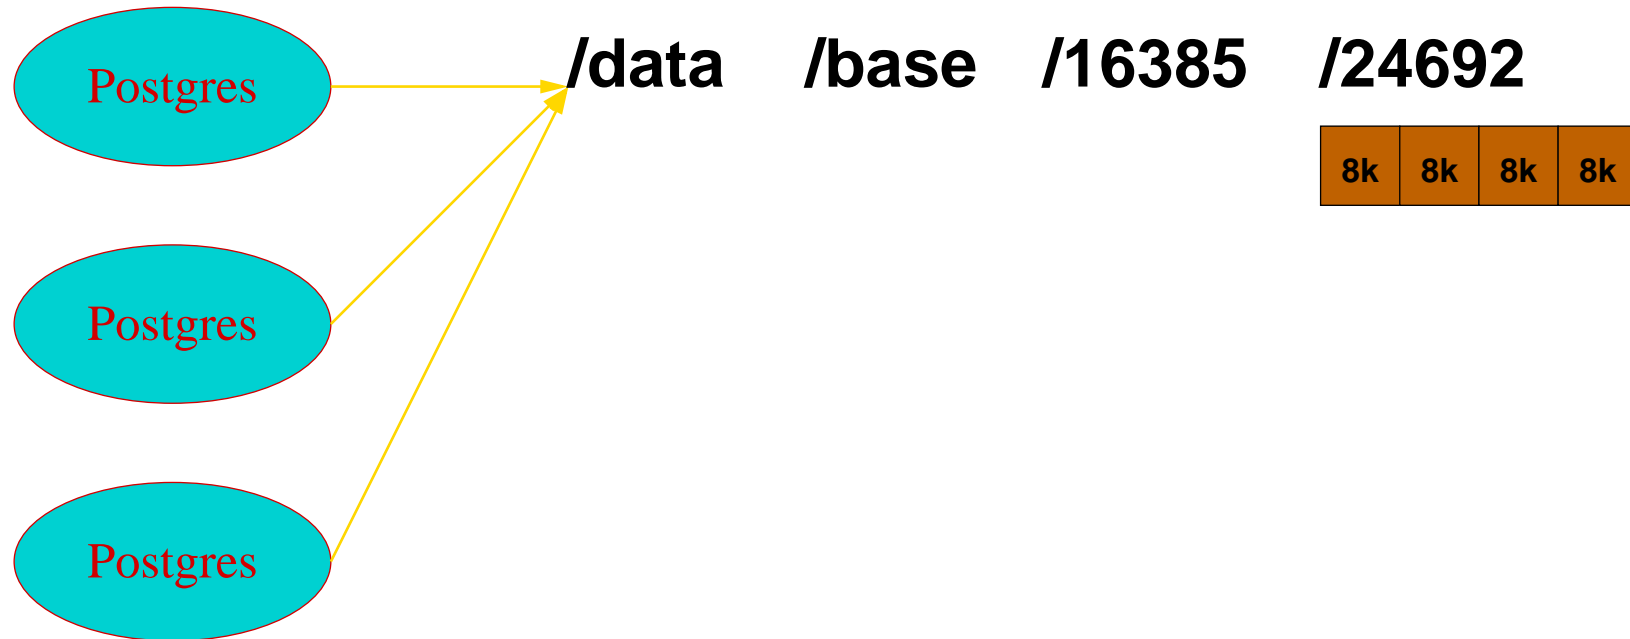 Postgres /data /base /16385 /24692
8k 8k 8k 8k
Postgres
Postgres